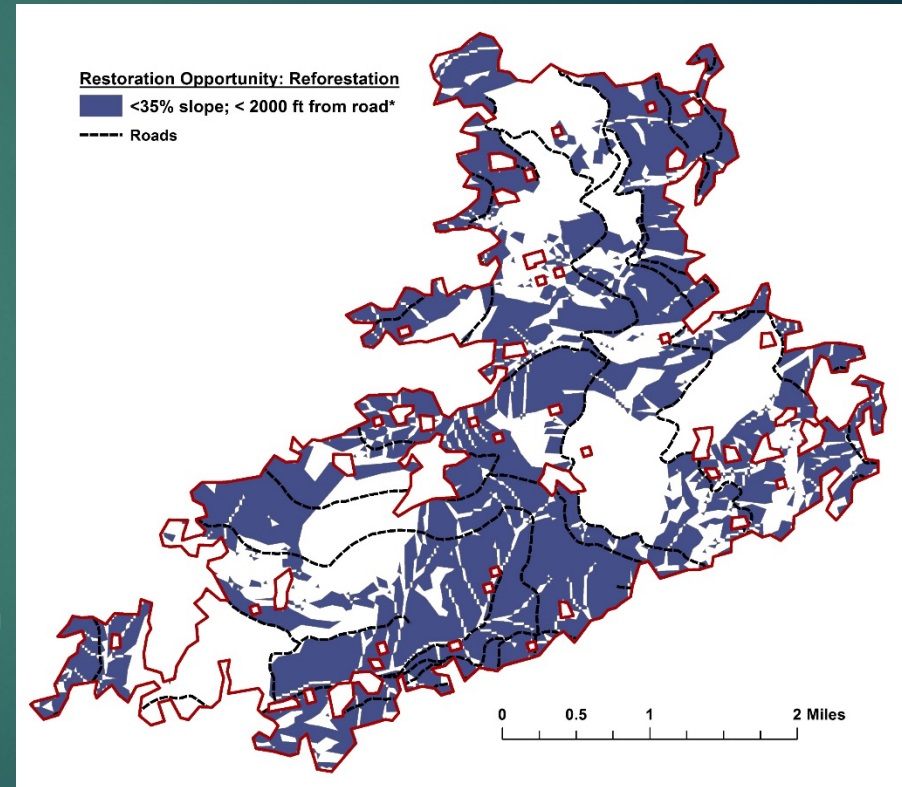 Restoration Opportunity: Reforestation
<35% slope; < 2000 ft from road*
Roads
0 0.5 1 2 Miles